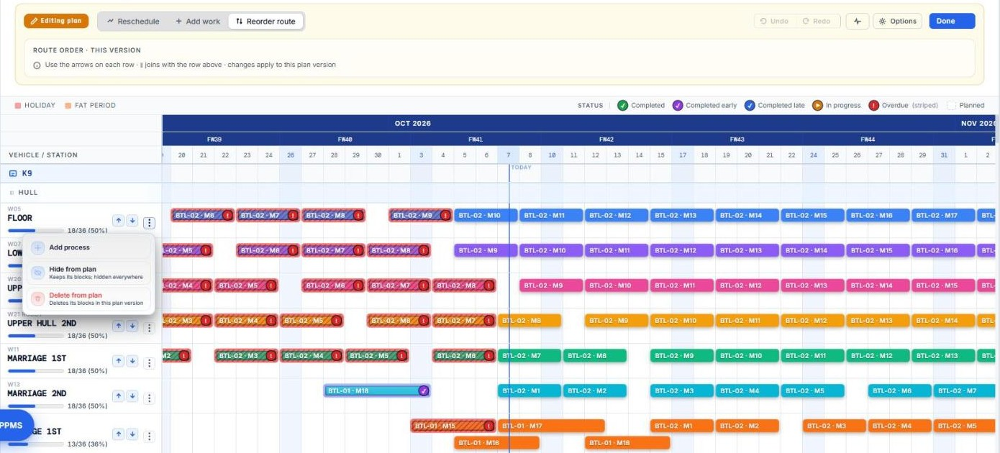 Editing plan Reschedule Add work Reorder route Undo Redo Options Done
ROUTE ORDER · THIS VERSION
Use the arrows on each row · ‖ joins with the row above · changes apply to this plan version
HOLIDAY FAT PERIOD STATUS Completed Completed early Completed late In progress Overdue (striped) Planned
OCT 2026 NOV 2026
FW39 FW40 FW41 FW42 FW43 FW44
VEHICLE / STATION 20 21 22 23 24 26 27 28 29 30 1 3 4 5 6 7 8 10 11 12 13 14 15 17 18 19 20 21 22 24 25 26 27 28 29 31 1 2
TODAY
K9
HULL
W05
FLOOR BTL-02 · M6 BTL-02 · M7 BTL-02 · M8 BTL-02 · M9 BTL-02 · M10 BTL-02 · M11 BTL-02 · M12 BTL-02 · M13 BTL-02 · M14 BTL-02 · M15 BTL-02 · M16 BTL-02 · M17 BTL-
18/36 (50%)
W07
LOW L-02 · M5 BTL-02 · M6 BTL-02 · M7 BTL-02 · M8 BTL-02 · M9 BTL-02 · M10 BTL-02 · M11 BTL-02 · M12 BTL-02 · M13 BTL-02 · M14 BTL-02 · M15 BTL-02 · M16 BTL-
Add process
Hide from plan
Keeps its blocks; hidden everywhere
W20
UPP L-02 · M4 BTL-02 · M5 BTL-02 · M6 BTL-02 · M7 BTL-02 · M8 BTL-02 · M9 BTL-02 · M10 BTL-02 · M11 BTL-02 · M12 BTL-02 · M13 BTL-02 · M14 BTL-02 · M15 BTL-
Delete from plan
Deletes its blocks in this plan version
W21
UPPER HULL 2ND L-02 · M3 BTL-02 · M4 BTL-02 · M5 BTL-02 · M6 BTL-02 · M7 BTL-02 · M8 BTL-02 · M9 BTL-02 · M10 BTL-02 · M11 BTL-02 · M12 BTL-02 · M13 BTL-02 · M14 BTL-
18/36 (50%)
W11
MARRIAGE 1ST M2 BTL-02 · M3 BTL-02 · M4 BTL-02 · M5 BTL-02 · M6 BTL-02 · M7 BTL-02 · M8 BTL-02 · M9 BTL-02 · M10 BTL-02 · M11 BTL-02 · M12 BTL-02 · M13 BTL-
18/36 (50%)
W13
MARRIAGE 2ND BTL-01 · M18 BTL-02 · M1 BTL-02 · M2 BTL-02 · M3 BTL-02 · M4 BTL-02 · M5 BTL-02 · M6 BTL-02 · M7
18/36 (50%)
PPMS
GE 1ST BTL-01 · M15 BTL-01 · M17 BTL-02 · M1 BTL-02 · M2 BTL-02 · M3 BTL-02 · M4 BTL-02 · M5
13/36 (36%) BTL-01 · M16 BTL-01 · M18